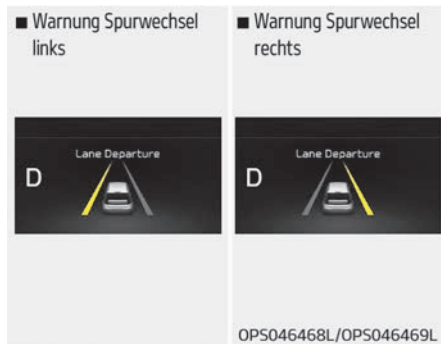 ■ Warnung Spurwechsel
links
Lane Departure
D
■ Warnung Spurwechsel
rechts
Lane Departure
D
OPS046468L/OPS046469L